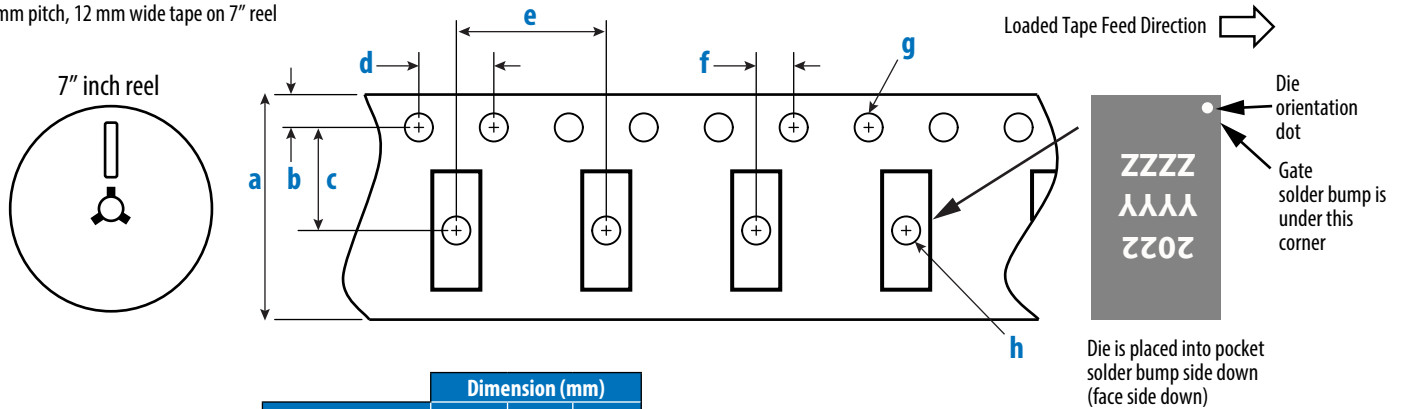 mm pitch, 12 mm wide tape on 7” reel
Loaded Tape Feed Direction
7” inch reel
a
b
c
d
e
f
g
h
Die
orientation
dot
Gate
solder bump is
under this
corner
2022
YYYY
ZZZZ
Die is placed into pocket
solder bump side down
(face side down)
Dimension (mm)